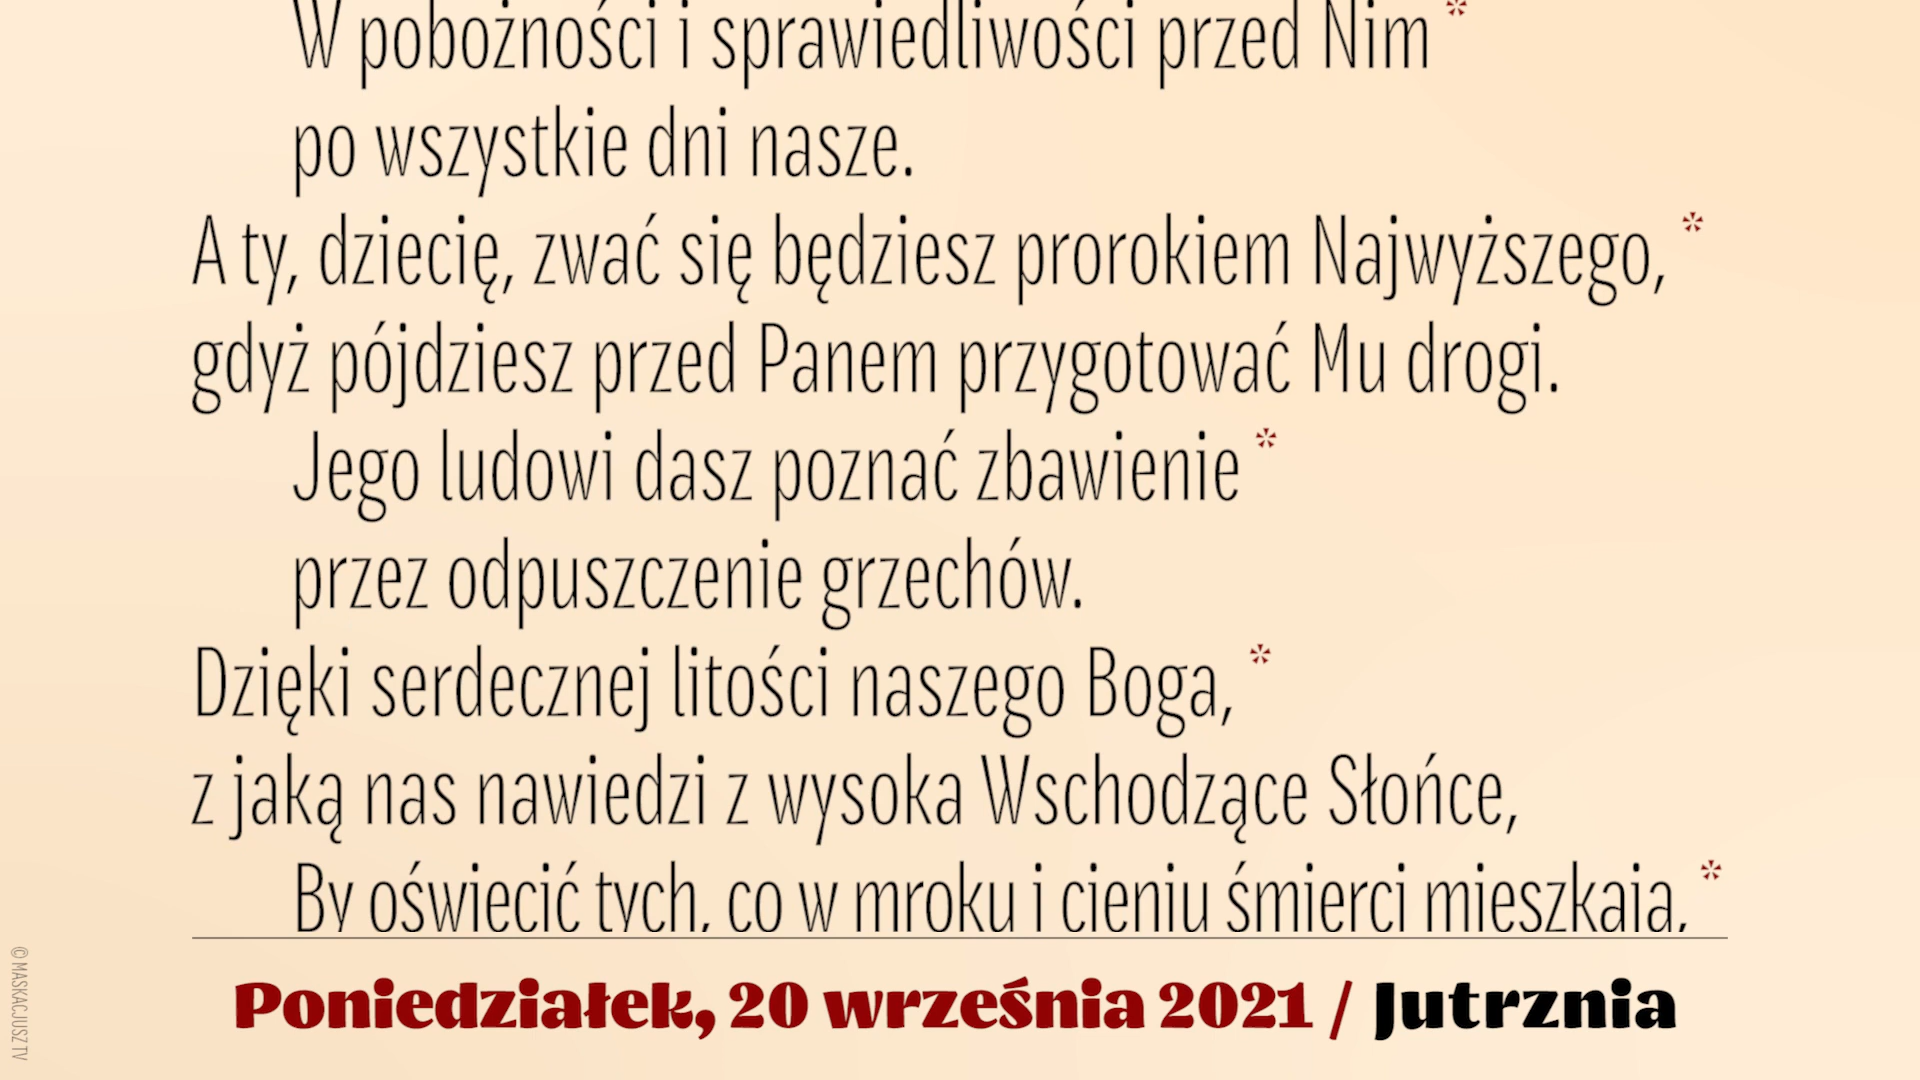 W pobożności i sprawiedliwości przed Nim *
po wszystkie dni nasze.
A ty, dziecię, zwać się będziesz prorokiem Najwyższego, *
gdyż pójdziesz przed Panem przygotować Mu drogi.
Jego ludowi dasz poznać zbawienie *
przez odpuszczenie grzechów.
Dzięki serdecznej litości naszego Boga, *
z jaką nas nawiedzi z wysoka Wschodzące Słońce,
By oświecić tych, co w mroku i cieniu śmierci mieszkają, *
Poniedziałek, 20 września 2021 / Jutrznia
© MASKACJUSZ TV